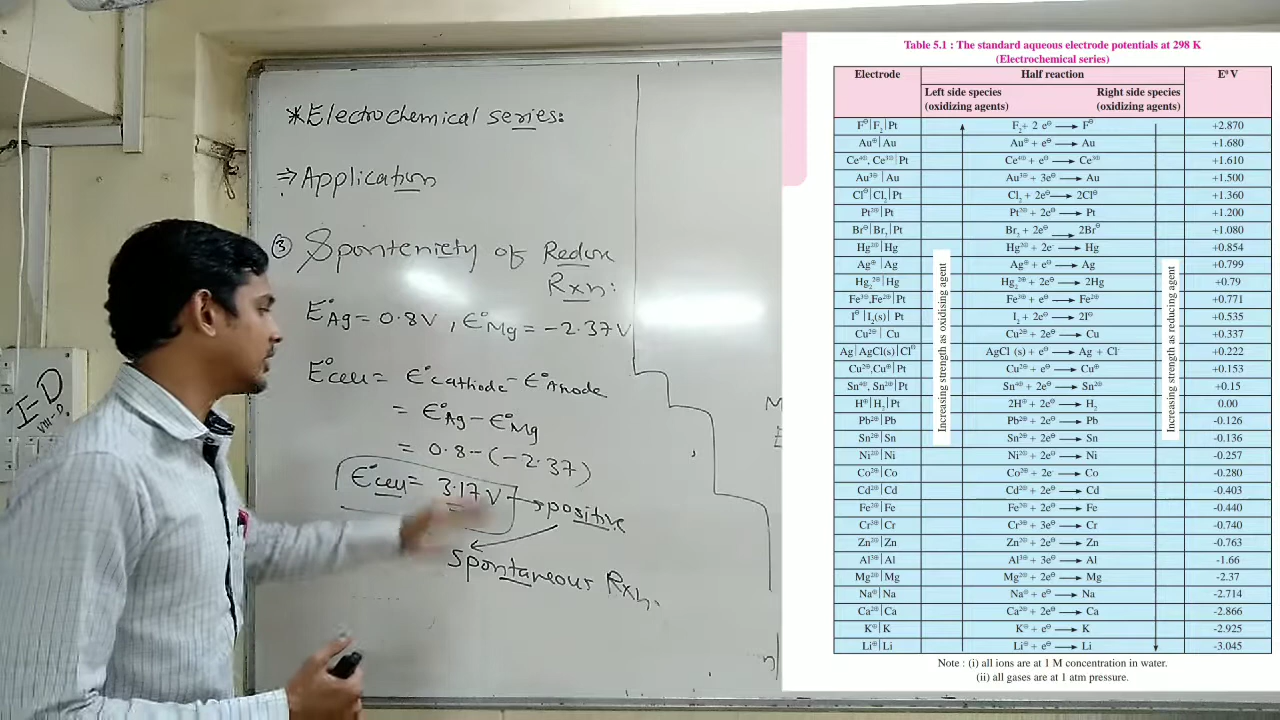 *Electrochemical series:
⇒ Application
③ Sponteniety of Redox
Rxn:
E°Ag = 0.8V, E°Mg = -2.37V
E°cell = E°cathode - E°Anode
= E°Ag - E°Mg
= 0.8 - (-2.37)
E°cell = 3.17 V → positive
Spontaneous Rxn.
Table 5.1 : The standard aqueous electrode potentials at 298 K
(Electrochemical series)
Electrode Half reaction E° V
Left side species Right side species
(oxidizing agents) (oxidizing agents)
F⊖|F₂|Pt F₂ + 2 e⊖ → F⊖ +2.870
Au⊕|Au Au⊕ + e⊖ → Au +1.680
Ce⁴⊕, Ce³⊕|Pt Ce⁴⊕ + e⊖ → Ce³⊕ +1.610
Au³⊕|Au Au³⊕ + 3e⊖ → Au +1.500
Cl⊖|Cl₂|Pt Cl₂ + 2e⊖ → 2Cl⊖ +1.360
Pt²⊕|Pt Pt²⊕ + 2e⊖ → Pt +1.200
Br⊖|Br₂|Pt Br₂ + 2e⊖ → 2Br⊖ +1.080
Hg²⊕|Hg Hg²⊕ + 2e⁻ → Hg +0.854
Ag⊕|Ag Ag⊕ + e⊖ → Ag +0.799
Hg₂²⊕|Hg Hg₂²⊕ + 2e⊖ → 2Hg +0.79
Fe³⊕,Fe²⊕|Pt Fe³⊕ + e⊖ → Fe²⊕ +0.771
I⊖|I₂(s)|Pt I₂ + 2e⊖ → 2I⊖ +0.535
Cu²⊕|Cu Cu²⊕ + 2e⊖ → Cu +0.337
Ag|AgCl(s)|Cl⊖ AgCl (s) + e⊖ → Ag + Cl⁻ +0.222
Cu²⊕,Cu⊕|Pt Cu²⊕ + e⊖ → Cu⊕ +0.153
Sn⁴⊕, Sn²⊕|Pt Sn⁴⊕ + 2e⊖ → Sn²⊕ +0.15
H⊕|H₂|Pt 2H⊕ + 2e⊖ → H₂ 0.00
Pb²⊕|Pb Pb²⊕ + 2e⊖ → Pb -0.126
Sn²⊕|Sn Sn²⊕ + 2e⊖ → Sn -0.136
Ni²⊕|Ni Ni²⊕ + 2e⊖ → Ni -0.257
Co²⊕|Co Co²⊕ + 2e⁻ → Co -0.280
Cd²⊕|Cd Cd²⊕ + 2e⊖ → Cd -0.403
Fe²⊕|Fe Fe²⊕ + 2e⊖ → Fe -0.440
Cr³⊕|Cr Cr³⊕ + 3e⊖ → Cr -0.740
Zn²⊕|Zn Zn²⊕ + 2e⊖ → Zn -0.763
Al³⊕|Al Al³⊕ + 3e⊖ → Al -1.66
Mg²⊕|Mg Mg²⊕ + 2e⊖ → Mg -2.37
Na⊕|Na Na⊕ + e⊖ → Na -2.714
Ca²⊕|Ca Ca²⊕ + 2e⊖ → Ca -2.866
K⊕|K K⊕ + e⊖ → K -2.925
Li⊕|Li Li⊕ + e⊖ → Li -3.045
Increasing strength as oxidising agent
Increasing strength as reducing agent
Note : (i) all ions are at 1 M concentration in water.
(ii) all gases are at 1 atm pressure.
I-D